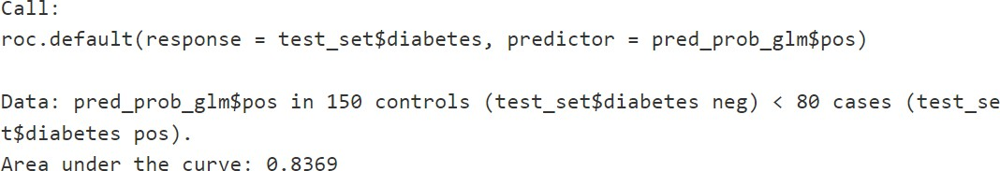 Call:
roc.default(response = test_set$diabetes, predictor = pred_prob_glm$pos)
Data: pred_prob_glm$pos in 150 controls (test_set$diabetes neg) < 80 cases (test_se
t$diabetes pos).
Area under the curve: 0.8369